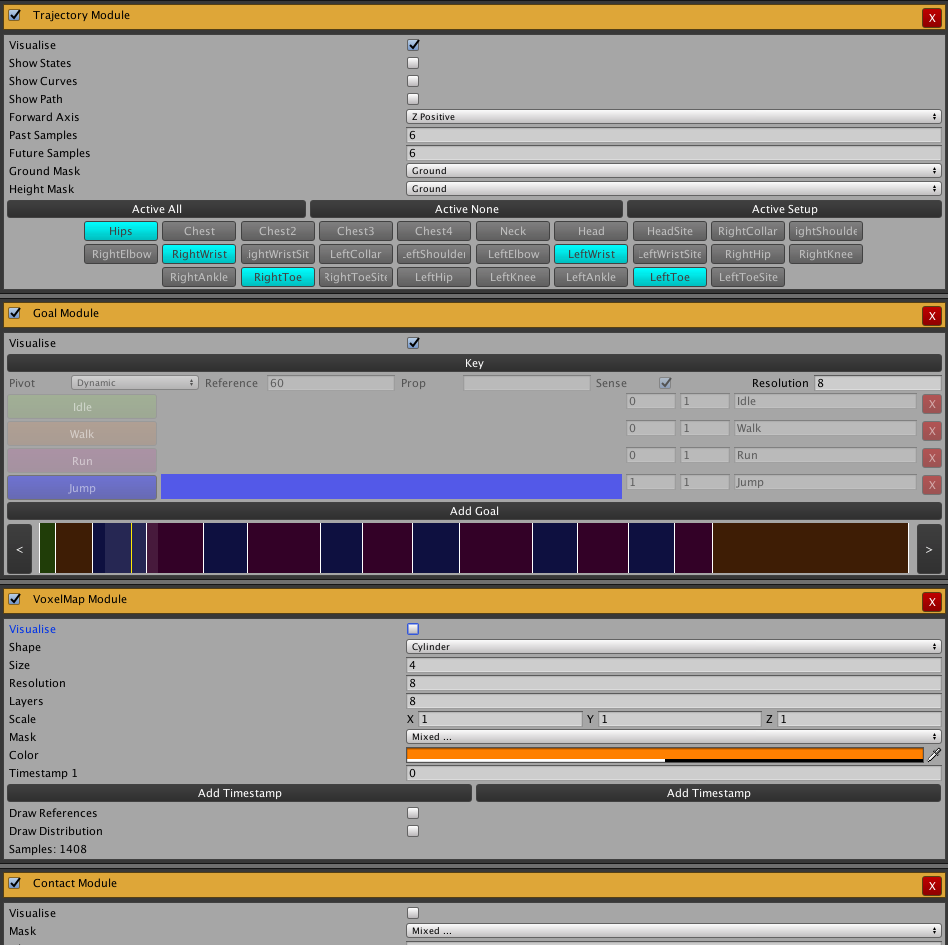 Trajectory Module X
Visualise
Show States
Show Curves
Show Path
Forward Axis Z Positive
Past Samples 6
Future Samples 6
Ground Mask Ground
Height Mask Ground
Active All Active None Active Setup
Hips Chest Chest2 Chest3 Chest4 Neck Head HeadSite RightCollar ightShoulde
RightElbow RightWrist ightWristSit LeftCollar LeftShoulder LeftElbow LeftWrist LeftWristSite RightHip RightKnee
RightAnkle RightToe RightToeSite LeftHip LeftKnee LeftAnkle LeftToe LeftToeSite
Goal Module X
Visualise
Key
Pivot Dynamic Reference 60 Prop Sense Resolution 8
Idle 0 1 Idle X
Walk 0 1 Walk X
Run 0 1 Run X
Jump 1 1 Jump X
Add Goal
< >
VoxelMap Module X
Visualise
Shape Cylinder
Size 4
Resolution 8
Layers 8
Scale X 1 Y 1 Z 1
Mask Mixed ...
Color
Timestamp 1 0
Add Timestamp Add Timestamp
Draw References
Draw Distribution
Samples: 1408
Contact Module X
Visualise
Mask Mixed ...